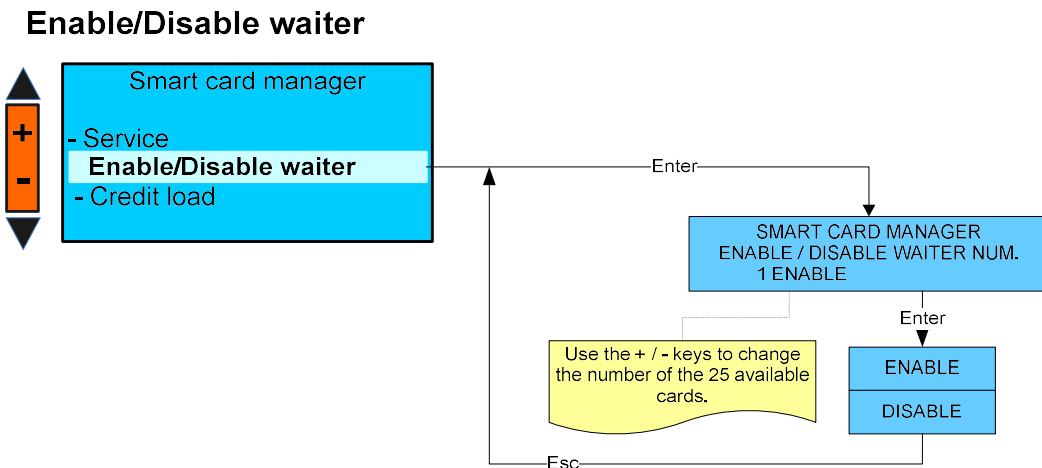 Enable/Disable waiter
Smart card manager
+
- Service
Enable/Disable waiter
-
- Credit load
Enter
SMART CARD MANAGER
ENABLE / DISABLE WAITER NUM.
1 ENABLE
Enter
Use the + / - keys to change
the number of the 25 available
cards.
ENABLE
DISABLE
Esc